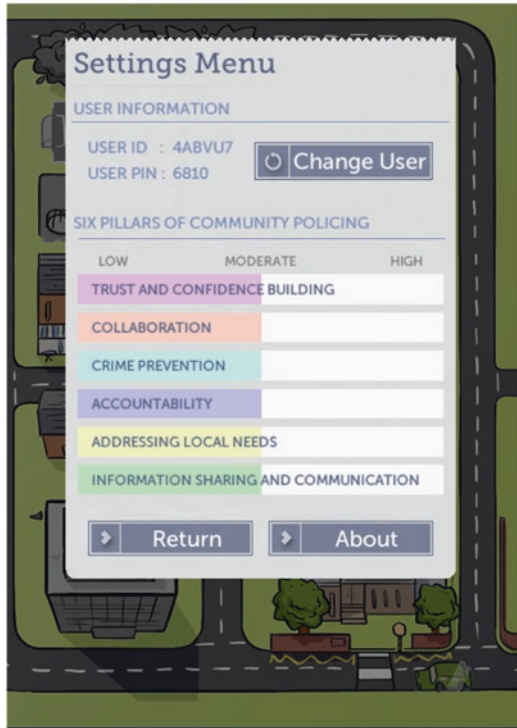 Settings Menu
USER INFORMATION
USER ID : 4ABVU7
USER PIN : 6810
Change User
SIX PILLARS OF COMMUNITY POLICING
LOW MODERATE HIGH
TRUST AND CONFIDENCE BUILDING
COLLABORATION
CRIME PREVENTION
ACCOUNTABILITY
ADDRESSING LOCAL NEEDS
INFORMATION SHARING AND COMMUNICATION
Return About